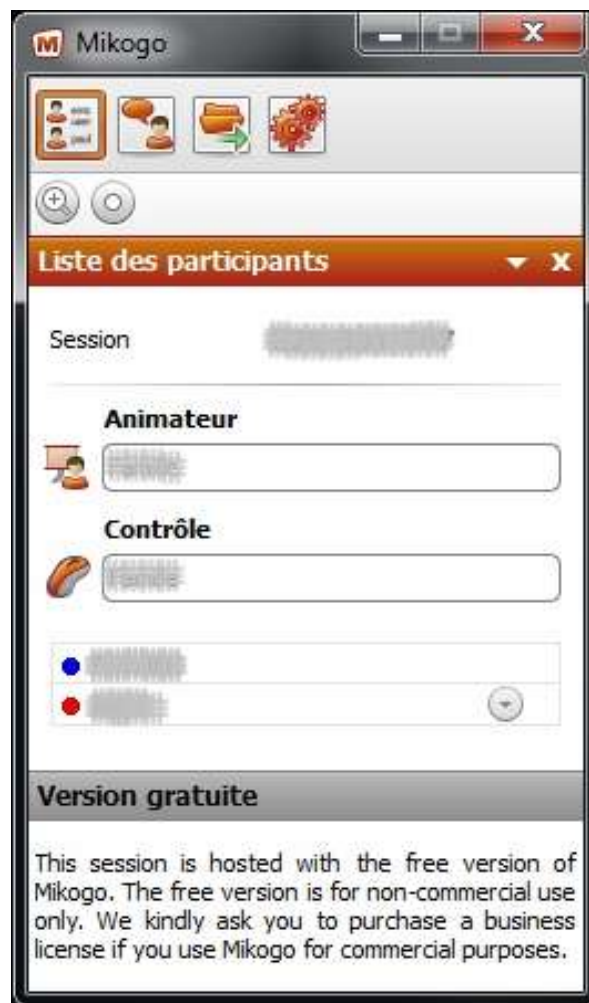 Mikogo
Liste des participants
Session
Animateur
Contrôle
Version gratuite
This session is hosted with the free version of
Mikogo. The free version is for non-commercial use
only. We kindly ask you to purchase a business
license if you use Mikogo for commercial purposes.